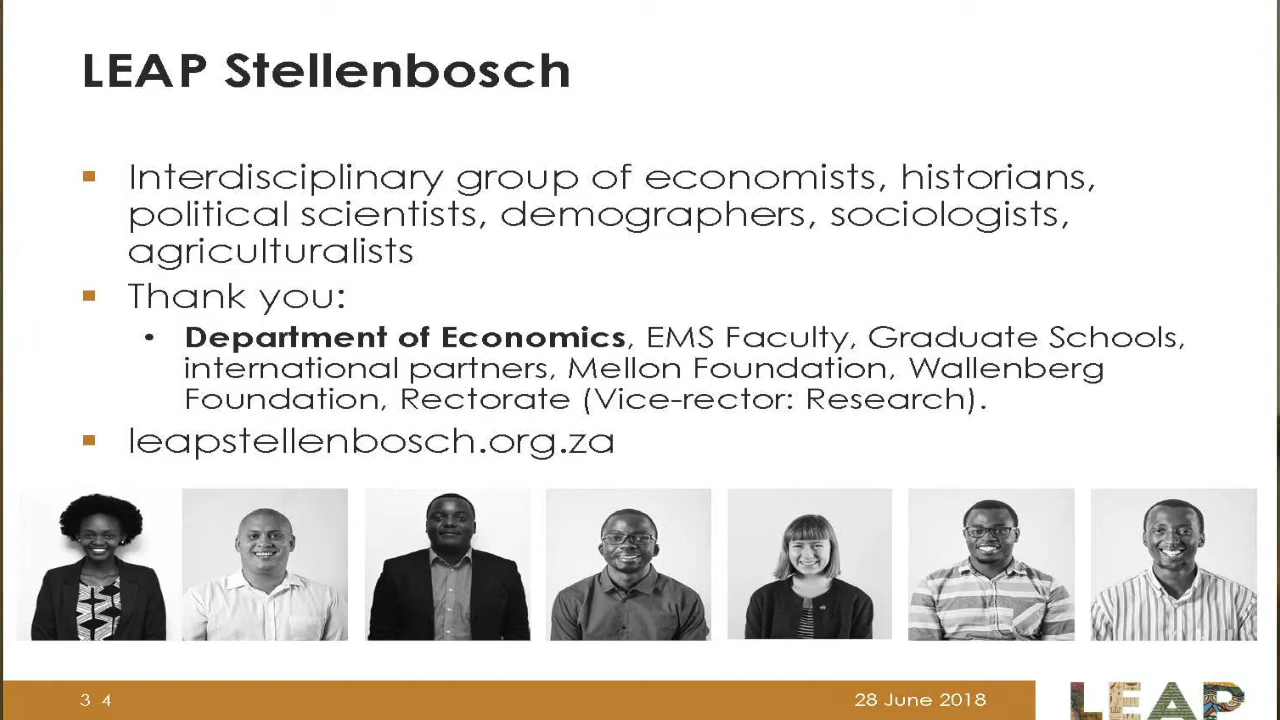 LEAP Stellenbosch
Interdisciplinary group of economists, historians,
political scientists, demographers, sociologists,
agriculturalists
Thank you:
Department of Economics, EMS Faculty, Graduate Schools,
international partners, Mellon Foundation, Wallenberg
Foundation, Rectorate (Vice-rector: Research).
leapstellenbosch.org.za
3 4
28 June 2018
LEAP